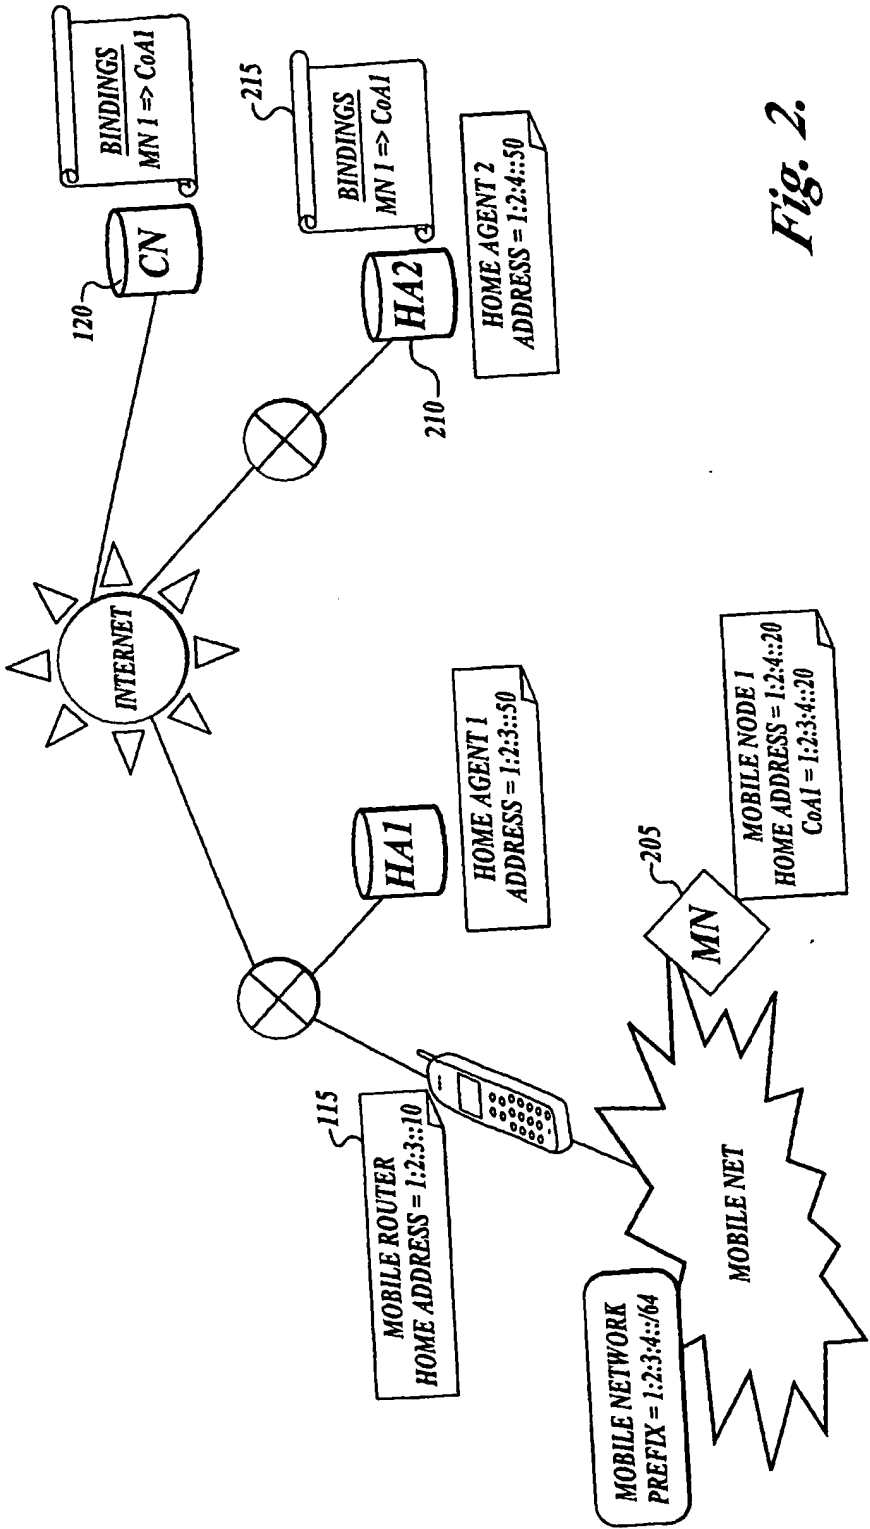 BINDINGS
MN 1 => CoA1
CN
120
215
BINDINGS
MN 1 => CoA1
HA2
210
HOME AGENT 2
ADDRESS = 1:2:4::50
INTERNET
HA1
HOME AGENT 1
ADDRESS = 1:2:3::50
115
MOBILE ROUTER
HOME ADDRESS = 1:2:3::10
205
MN
MOBILE NODE 1
HOME ADDRESS = 1:2:4::20
CoA1 = 1:2:3:4::20
MOBILE NETWORK
PREFIX = 1:2:3:4::/64
MOBILE NET
Fig. 2.